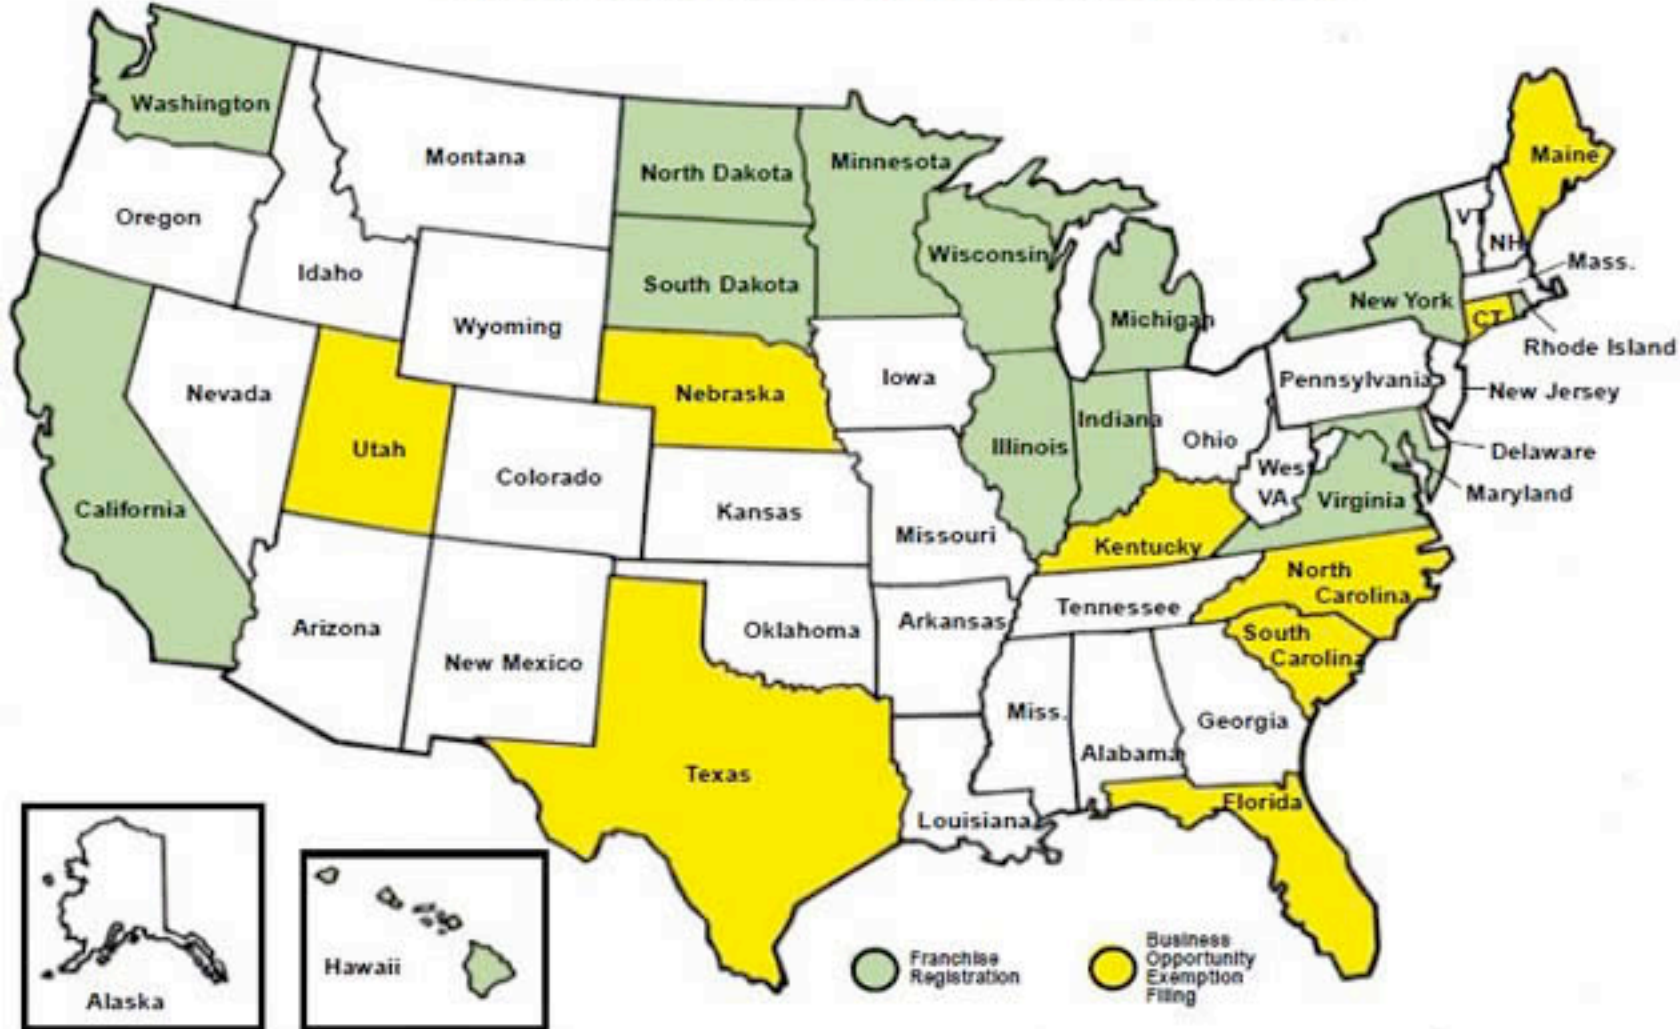 Washington
Montana
North Dakota
Minnesota
Maine
Oregon
Idaho
VT
NH
Wisconsin
Mass.
South Dakota
Wyoming
Michigan
New York
CT
Rhode Island
Nevada
Nebraska
Iowa
Pennsylvania
New Jersey
Utah
Colorado
Illinois
Indiana
Ohio
Delaware
West
VA
Maryland
California
Kansas
Missouri
Kentucky
Virginia
Arizona
New Mexico
Oklahoma
Arkansas
Tennessee
North
Carolina
South
Carolina
Texas
Miss.
Alabama
Georgia
Louisiana
Florida
Alaska
Hawaii
Franchise
Registration
Business
Opportunity
Exemption
Filing